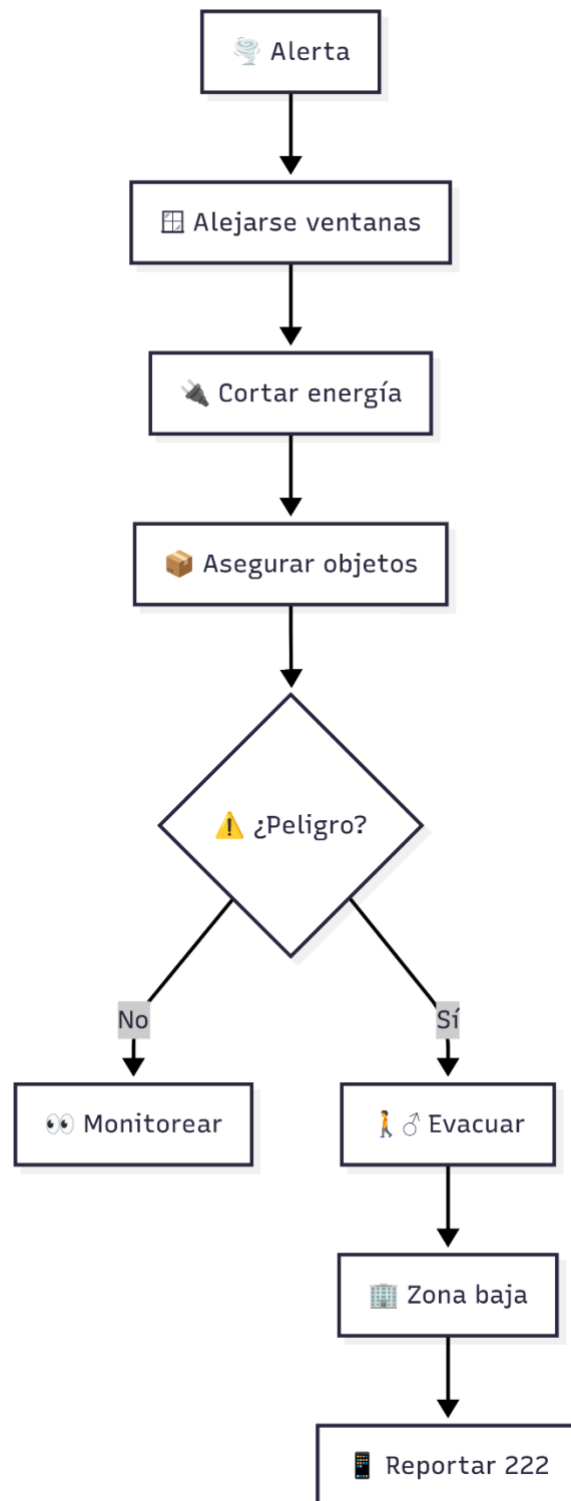 🌪️ Alerta
🪟 Alejarse ventanas
🔌 Cortar energía
📦 Asegurar objetos
⚠️ ¿Peligro?
No
Sí
👀 Monitorear
🚶♂ Evacuar
🏢 Zona baja
📱 Reportar 222